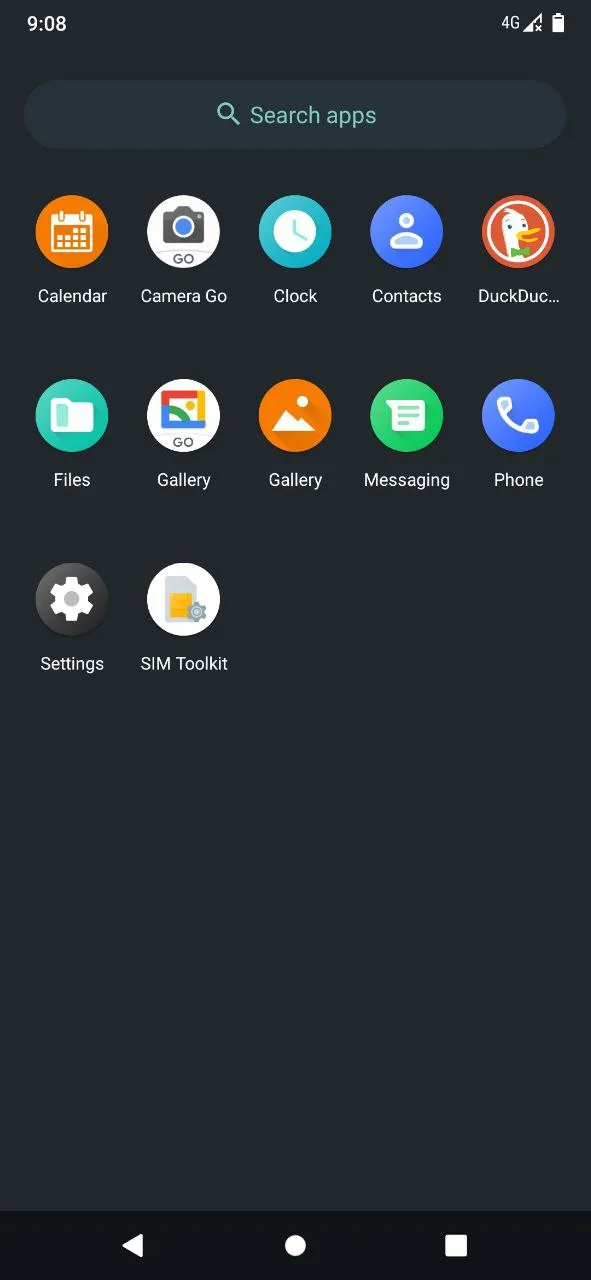 9:08
4G
Search apps
Calendar
Camera Go
Clock
Contacts
DuckDuc...
GO
Files
Gallery
Gallery
Messaging
Phone
GO
Settings
SIM Toolkit